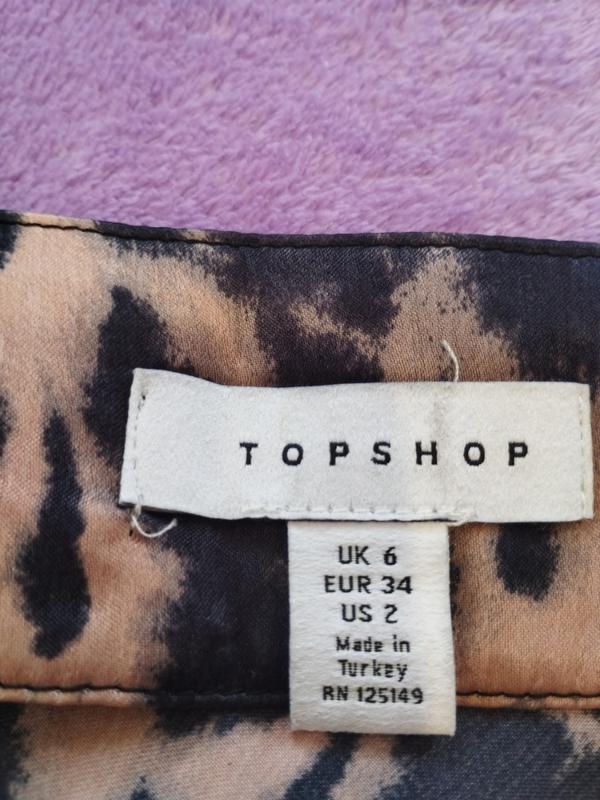 TOPSHOP
UK 6
EUR 34
US 2
Made in
Turkey
RN 125149